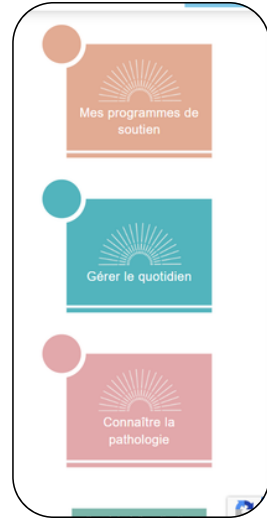 Mes programmes de
soutien
Gérer le quotidien
Connaître la
pathologie